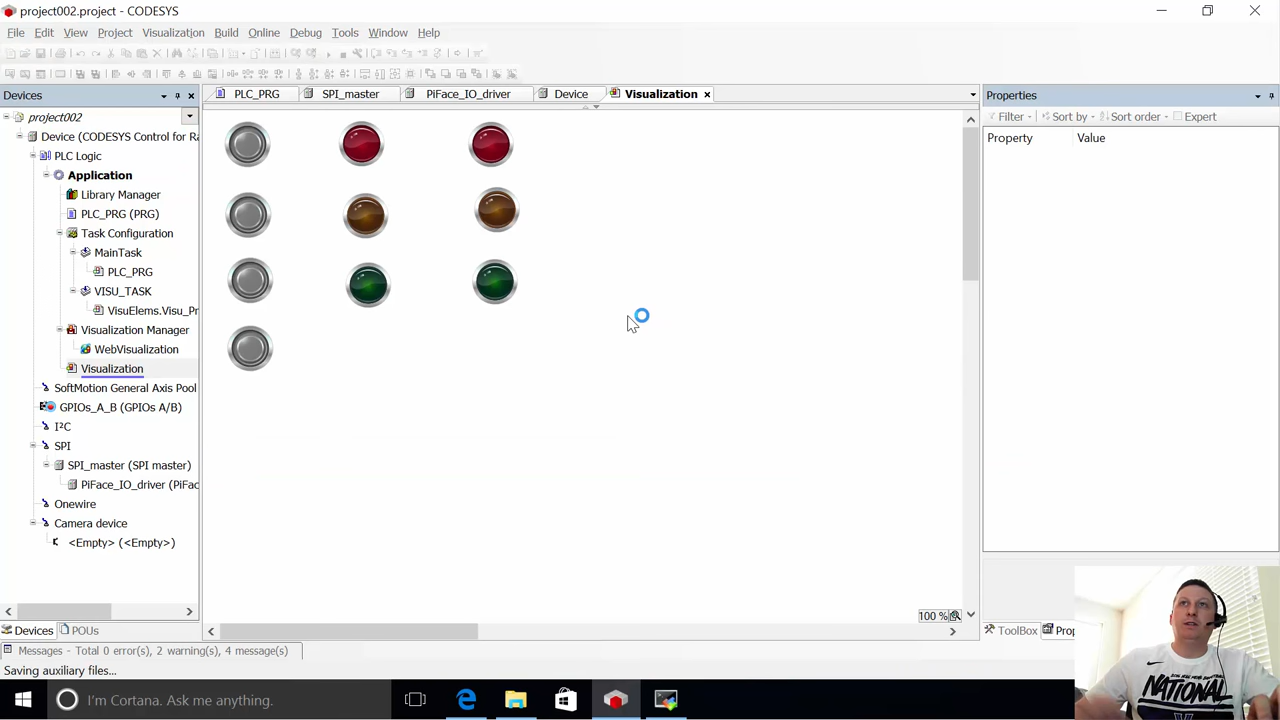 project002.project - CODESYS
File Edit View Project Visualization Build Online Debug Tools Window Help
Devices
PLC_PRG SPI_master PiFace_IO_driver Device Visualization
Properties
Filter Sort by Sort order Expert
Property Value
project002
Device (CODESYS Control for Ra
PLC Logic
Application
Library Manager
PLC_PRG (PRG)
Task Configuration
MainTask
PLC_PRG
VISU_TASK
VisuElems.Visu_Pr
Visualization Manager
WebVisualization
Visualization
SoftMotion General Axis Pool
GPIOs_A_B (GPIOs A/B)
I²C
SPI
SPI_master (SPI master)
PiFace_IO_driver (PiFac
Onewire
Camera device
<Empty> (<Empty>)
100 %
Devices POUs
ToolBox Prop
Messages - Total 0 error(s), 2 warning(s), 4 message(s)
Saving auxiliary files...
I'm Cortana. Ask me anything.
NATIONAL